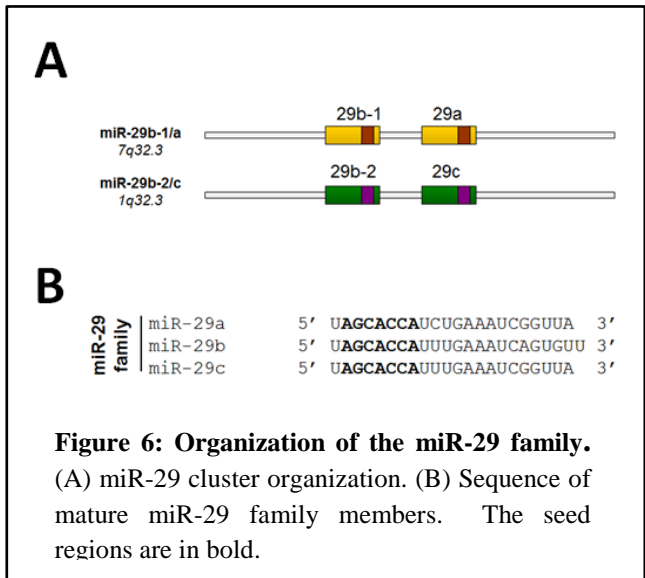 A
29b-1 29a
miR-29b-1/a
7q32.3
29b-2 29c
miR-29b-2/c
1q32.3
B
miR-29
family
miR-29a 5' UAGCACCAUCUGAAAUCGGUUA 3'
miR-29b 5' UAGCACCAUUUGAAAUCAGUGUU 3'
miR-29c 5' UAGCACCAUUUGAAAUCGGUUA 3'
Figure 6: Organization of the miR-29 family.
(A) miR-29 cluster organization. (B) Sequence of
mature miR-29 family members. The seed
regions are in bold.